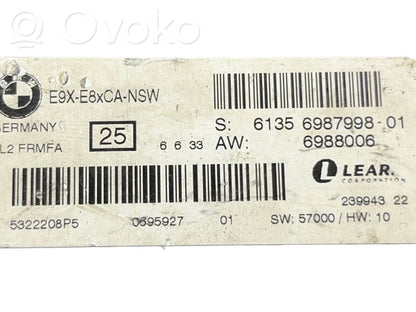 Ovoko
BMW
E9X-E8xCA-NSW
GERMANY
25
S: 6135 6987998-01
L2 FRMFA
6 6 33
AW: 6988006
LEAR.
CORPORATION
239943 22
5322208P5
0695927
01
SW: 57000 / HW: 10